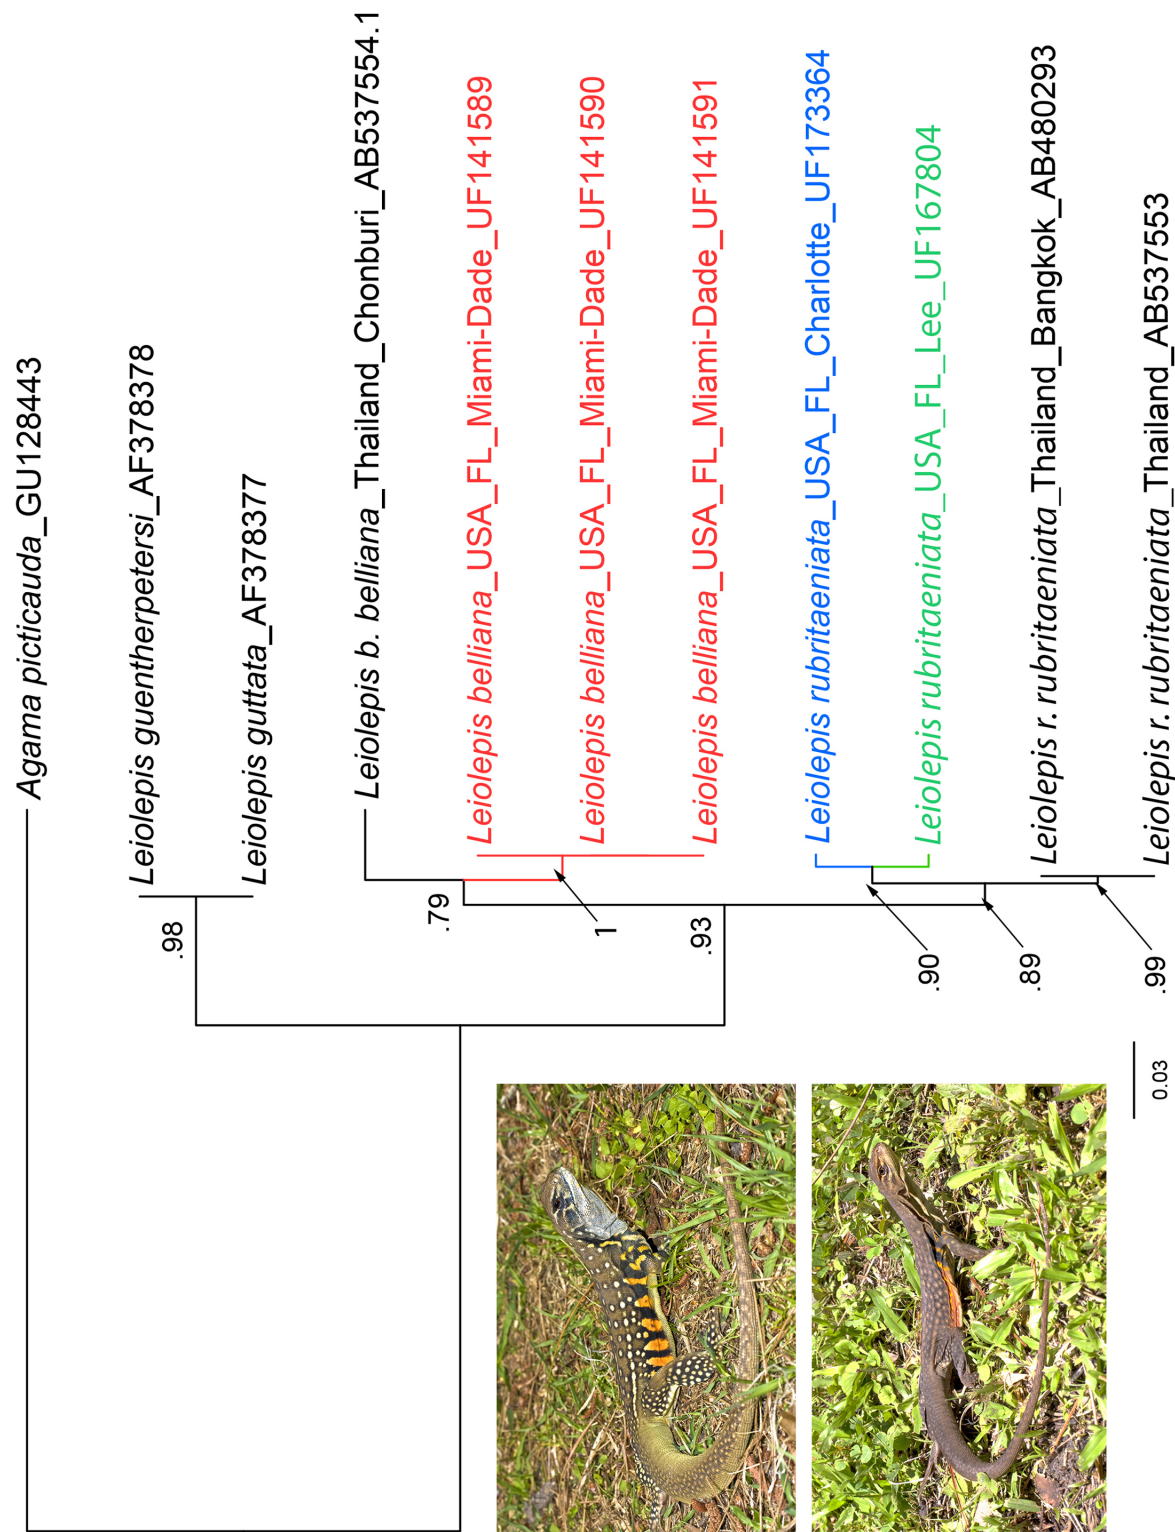 Agama picticauda_GU128443
Leiolepis guentherpetersi_AF378378
Leiolepis guttata_AF378377
Leiolepis b. belliana_Thailand_Chonburi_AB537554.1
Leiolepis belliana_USA_FL_Miami-Dade_UF141589
Leiolepis belliana_USA_FL_Miami-Dade_UF141590
Leiolepis belliana_USA_FL_Miami-Dade_UF141591
Leiolepis rubritaeniata_USA_FL_Charlotte_UF173364
Leiolepis rubritaeniata_USA_FL_Lee_UF167804
Leiolepis r. rubritaeniata_Thailand_Bangkok_AB480293
Leiolepis r. rubritaeniata_Thailand_AB537553
.98
.79
1
.93
.90
.89
.99
0.03